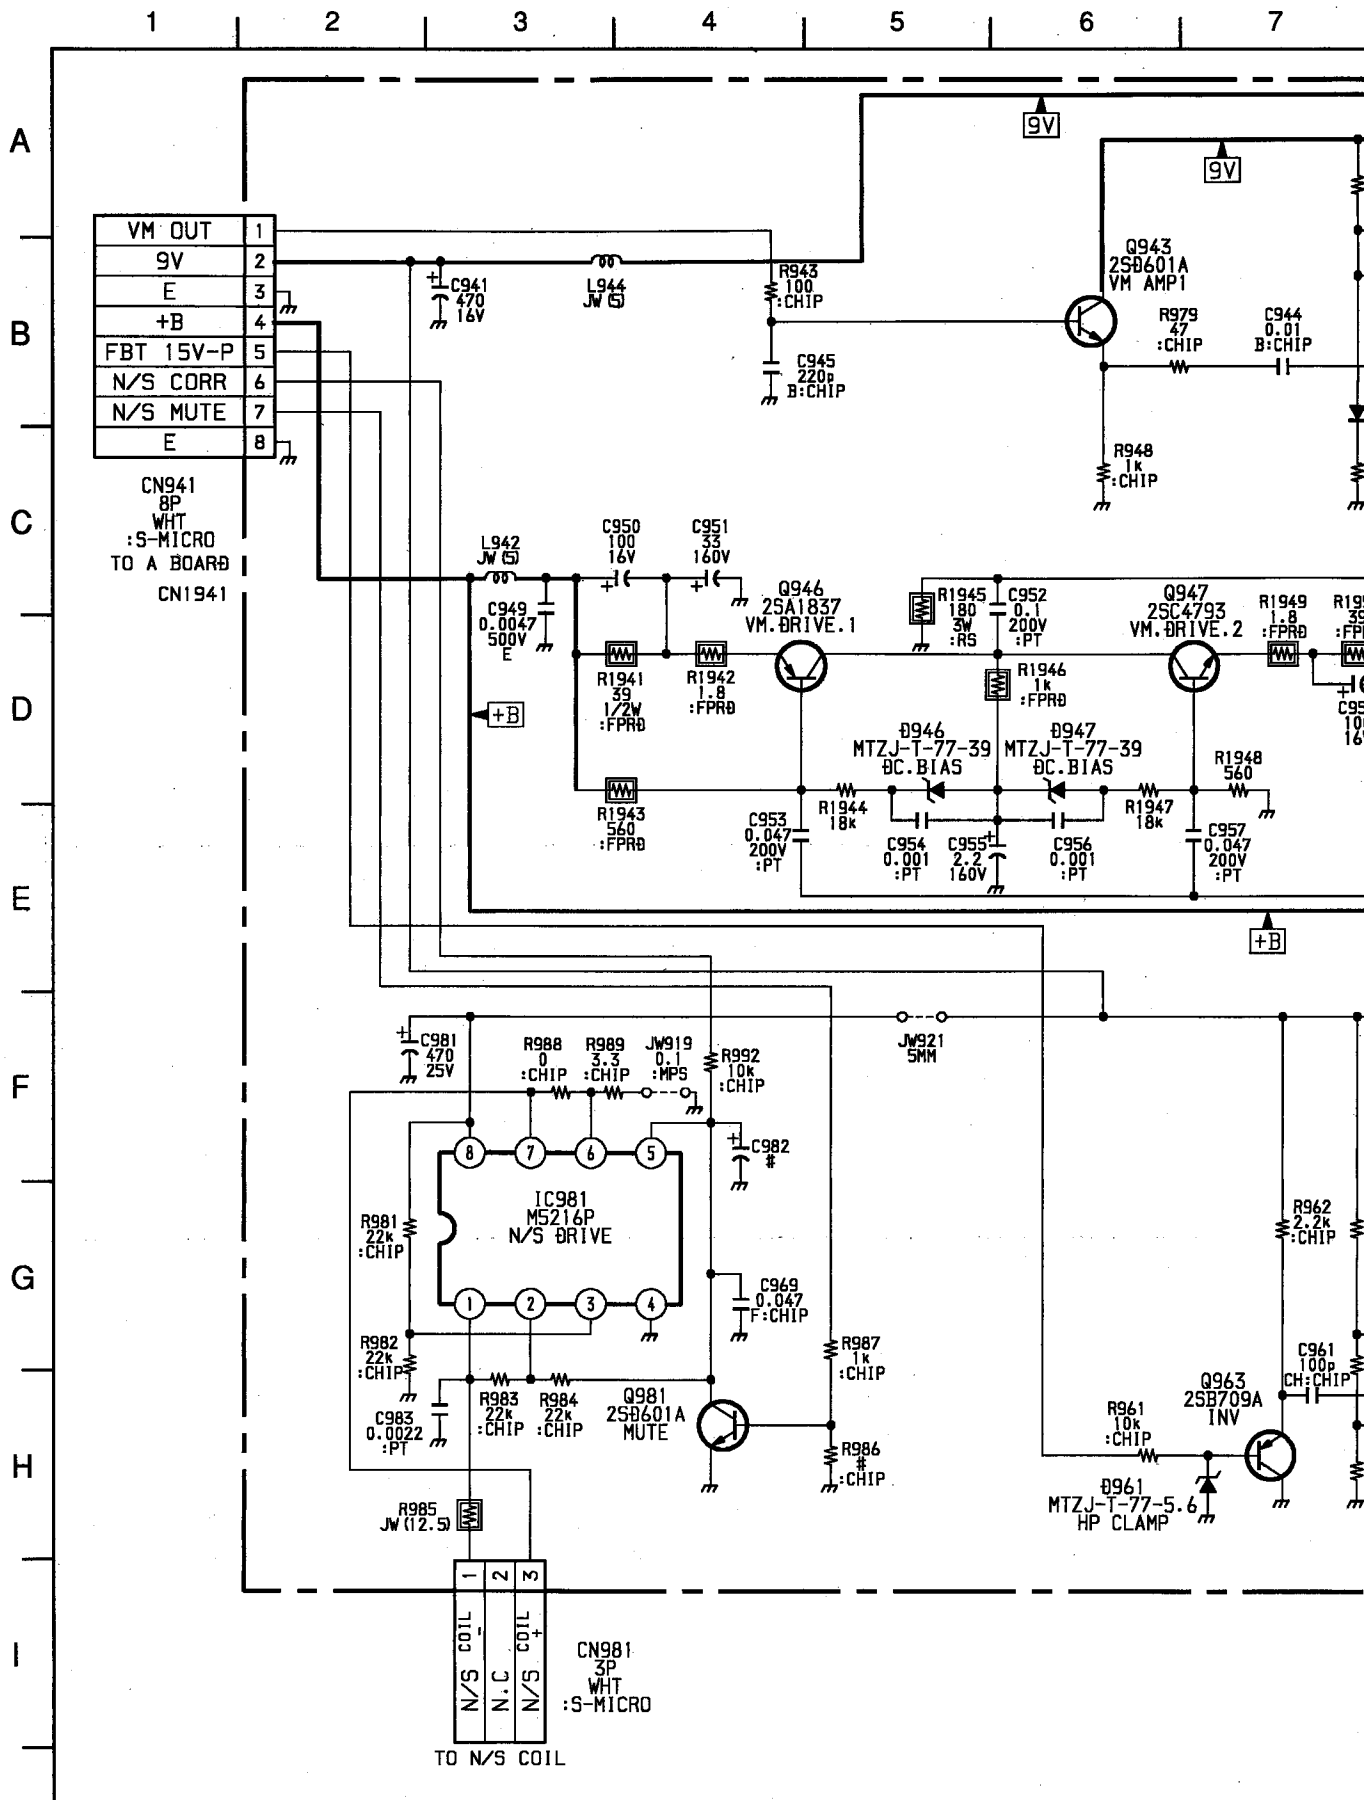 1 2 3 4 5 6 7
A
B
C
D
E
F
G
H
I
9V
9V
VM OUT 1
9V 2
E 3
+B 4
FBT 15V-P 5
N/S CORR 6
N/S MUTE 7
E 8
CN941
8P
WHT
:S-MICRO
TO A BOARD
CN1941
C941
470
16V
L944
JW(5)
R943
100
:CHIP
C945
220p
B:CHIP
Q943
2SD601A
VM AMP1
R979
47
:CHIP
C944
0.01
B:CHIP
R948
1k
:CHIP
L942
JW(5)
C949
0.0047
500V
E
C950
100
16V
C951
33
160V
Q946
2SA1837
VM.DRIVE.1
R1945
180
3W
:RS
C952
0.1
200V
:PT
Q947
2SC4793
VM.DRIVE.2
R1949
1.8
:FPRD
R195
39
:FP
+B
R1941
39
1/2W
:FPRD
R1942
1.8
:FPRD
R1946
1k
:FPRD
C95
10
16
D946
MTZJ-T-77-39
DC.BIAS
D947
MTZJ-T-77-39
DC.BIAS
R1948
560
R1943
560
:FPRD
R1944
18k
R1947
18k
C953
0.047
200V
:PT
C954
0.001
:PT
C955
2.2
160V
C956
0.001
:PT
C957
0.047
200V
:PT
+B
C981
470
25V
R988
0
:CHIP
R989
3.3
:CHIP
JW919
0.1
:MPS
R992
10k
:CHIP
JW921
5MM
8 7 6 5
C982
#
IC981
M5216P
N/S DRIVE
R981
22k
:CHIP
R962
2.2k
:CHIP
1 2 3 4
C969
0.047
F:CHIP
R982
22k
:CHIP
R987
1k
:CHIP
C961
100p
CH:CHIP
C983
0.0022
:PT
R983
22k
:CHIP
R984
22k
:CHIP
Q981
2SD601A
MUTE
R986
#
:CHIP
R961
10k
:CHIP
Q963
2SB709A
INV
D961
MTZJ-T-77-5.6
HP CLAMP
R985
JW(12.5)
1 2 3
N/S COIL -
N.C
N/S COIL +
CN981
3P
WHT
:S-MICRO
TO N/S COIL